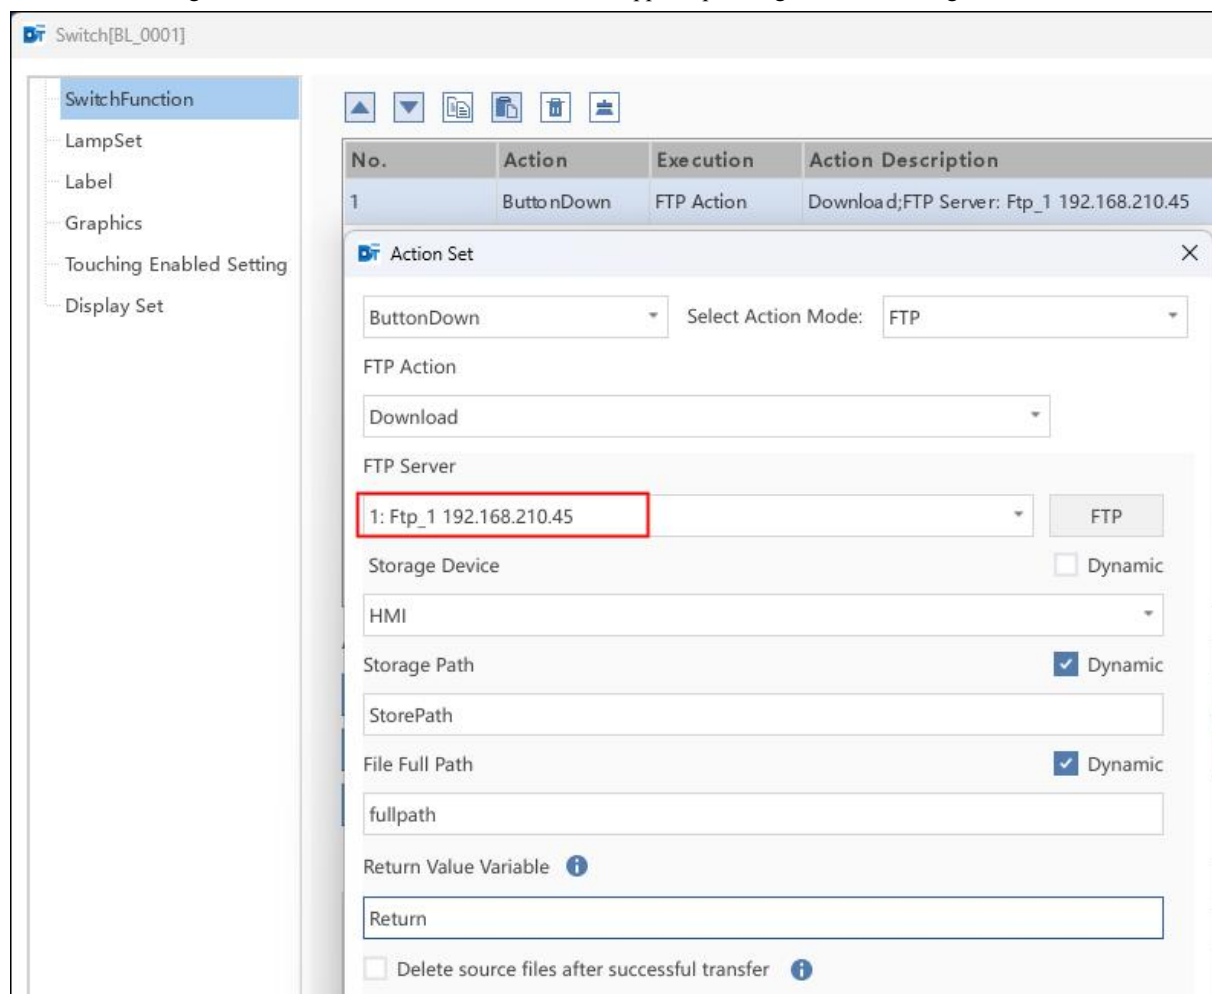 Switch[BL_0001]
SwitchFunction
LampSet
Label
Graphics
Touching Enabled Setting
Display Set
No. Action Execution Action Description
1 ButtonDown FTP Action Download;FTP Server: Ftp_1 192.168.210.45
Action Set
ButtonDown Select Action Mode: FTP
FTP Action
Download
FTP Server
1: Ftp_1 192.168.210.45 FTP
Storage Device Dynamic
HMI
Storage Path Dynamic
StorePath
File Full Path Dynamic
fullpath
Return Value Variable
Return
Delete source files after successful transfer